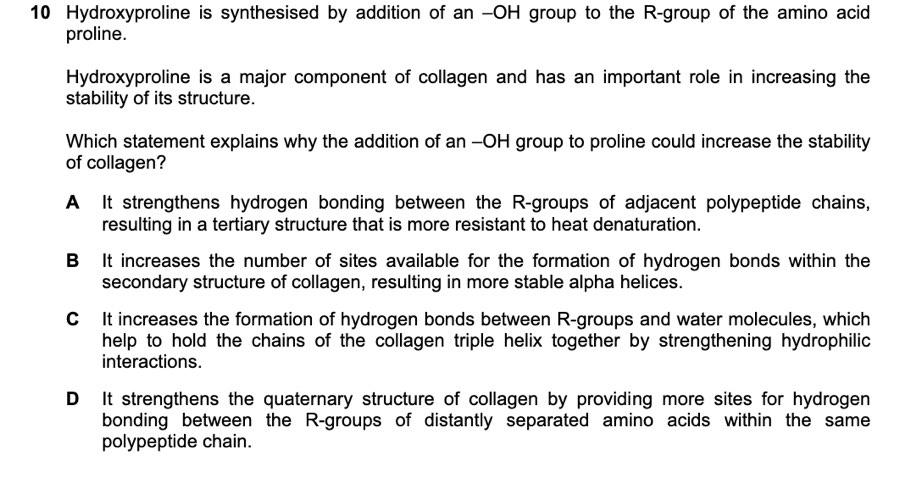 10 Hydroxyproline is synthesised by addition of an –OH group to the R-group of the amino acid
proline.
Hydroxyproline is a major component of collagen and has an important role in increasing the
stability of its structure.
Which statement explains why the addition of an –OH group to proline could increase the stability
of collagen?
A It strengthens hydrogen bonding between the R-groups of adjacent polypeptide chains,
resulting in a tertiary structure that is more resistant to heat denaturation.
B It increases the number of sites available for the formation of hydrogen bonds within the
secondary structure of collagen, resulting in more stable alpha helices.
C It increases the formation of hydrogen bonds between R-groups and water molecules, which
help to hold the chains of the collagen triple helix together by strengthening hydrophilic
interactions.
D It strengthens the quaternary structure of collagen by providing more sites for hydrogen
bonding between the R-groups of distantly separated amino acids within the same
polypeptide chain.